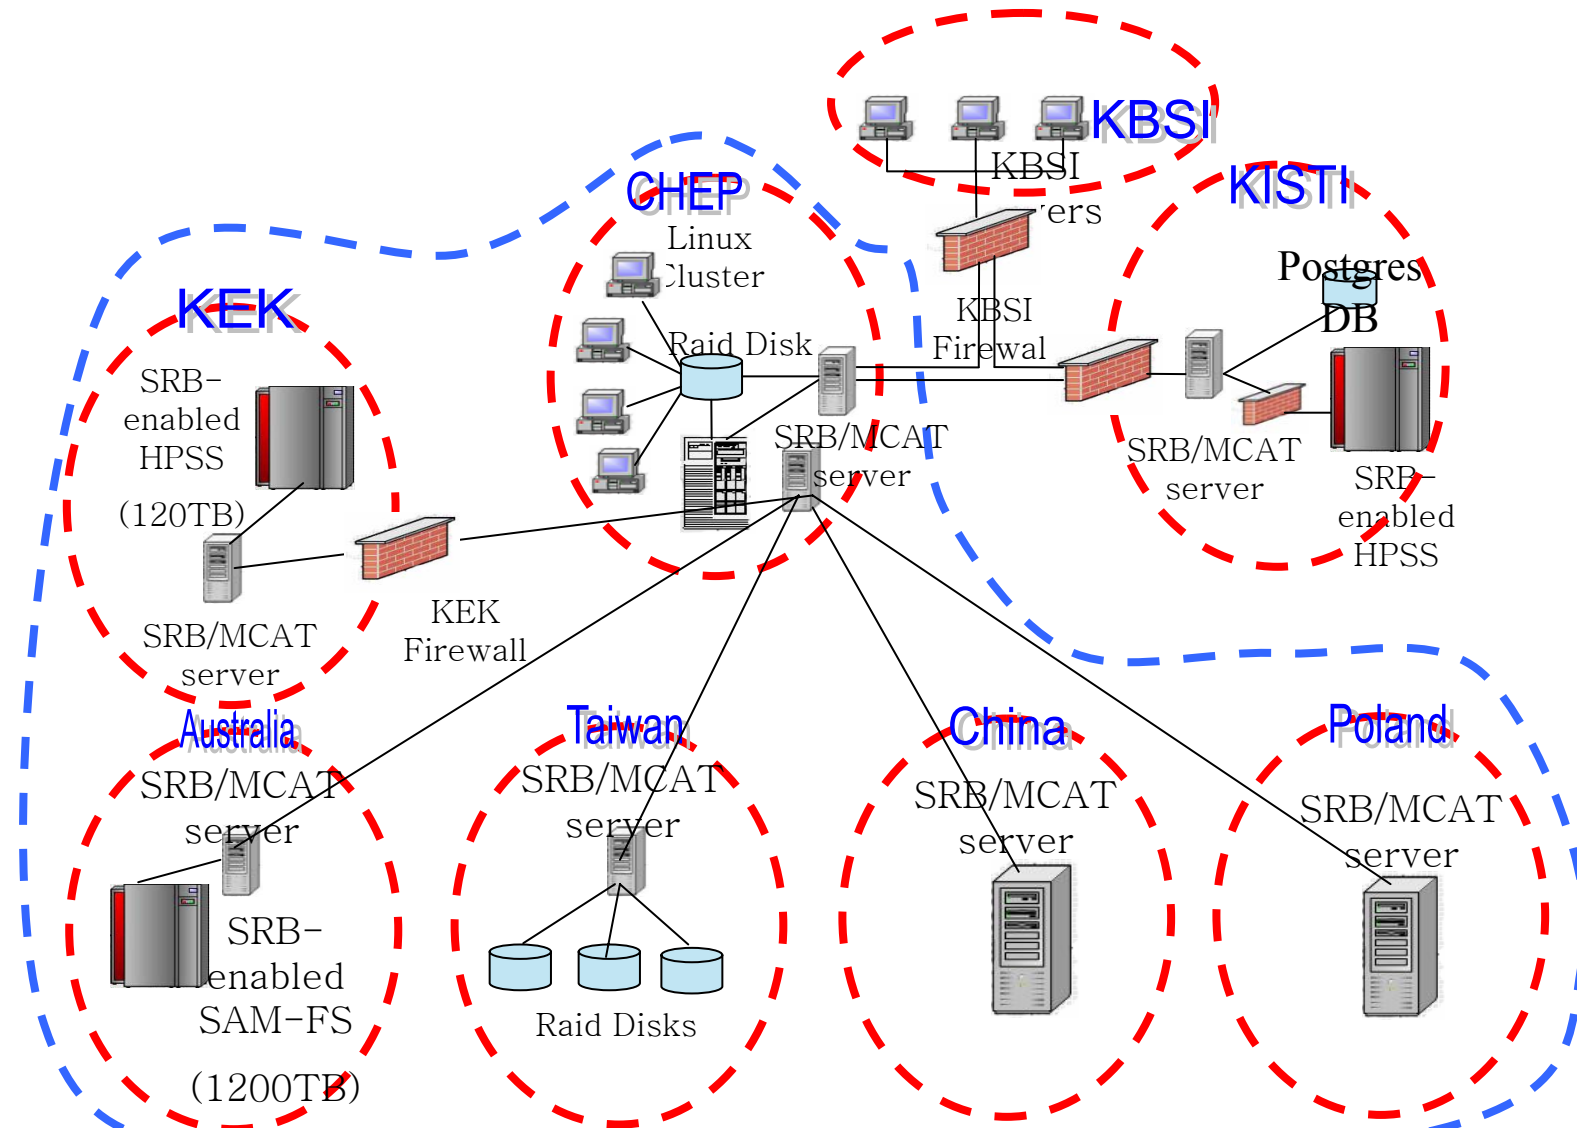 KBSI
KBSI
vers
CHEP
Linux
Cluster
Raid Disk
SRB/MCAT
server
KBSI
Firewal
KISTI
Postgres
DB
SRB/MCAT
server
SRB-
enabled
HPSS
KEK
SRB-
enabled
HPSS
(120TB)
SRB/MCAT
server
KEK
Firewall
Australia
SRB/MCAT
server
SRB-
enabled
SAM-FS
(1200TB)
Taiwan
SRB/MCAT
server
Raid Disks
China
SRB/MCAT
server
Poland
SRB/MCAT
server